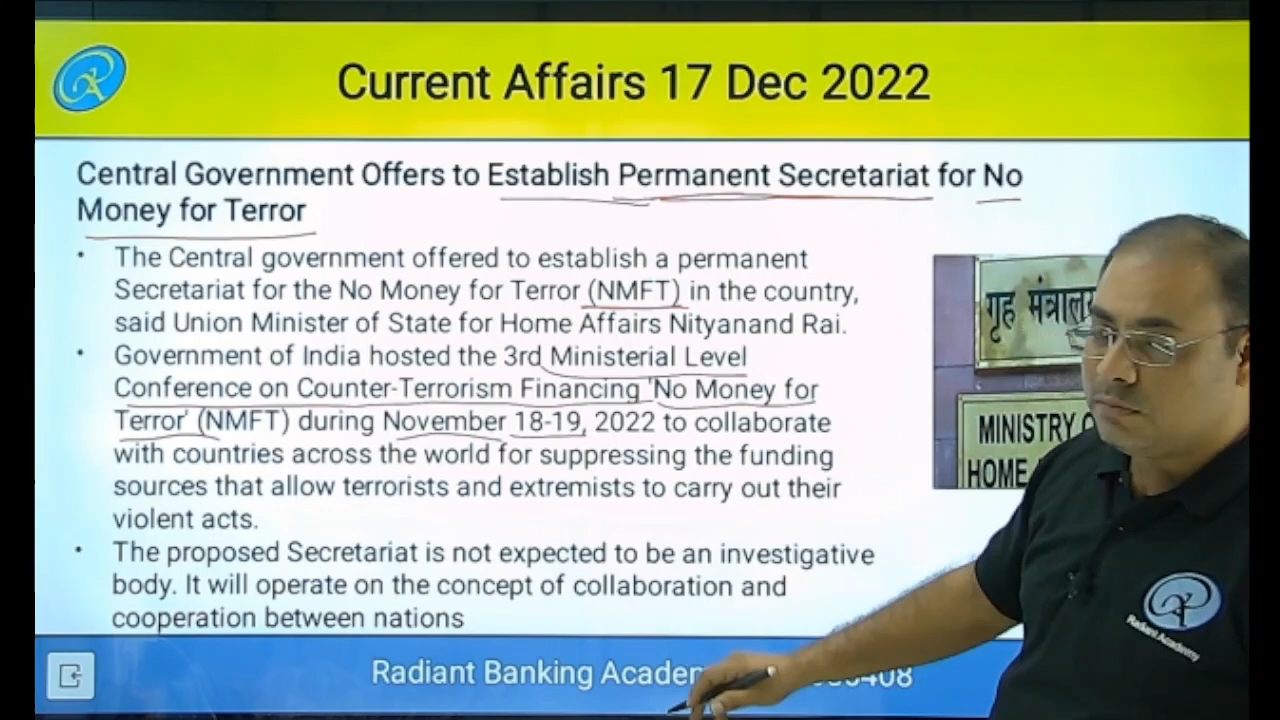 Current Affairs 17 Dec 2022
Central Government Offers to Establish Permanent Secretariat for No
Money for Terror
• The Central government offered to establish a permanent
Secretariat for the No Money for Terror (NMFT) in the country,
said Union Minister of State for Home Affairs Nityanand Rai.
• Government of India hosted the 3rd Ministerial Level
Conference on Counter-Terrorism Financing 'No Money for
Terror' (NMFT) during November 18-19, 2022 to collaborate
with countries across the world for suppressing the funding
sources that allow terrorists and extremists to carry out their
violent acts.
• The proposed Secretariat is not expected to be an investigative
body. It will operate on the concept of collaboration and
cooperation between nations
गृह मंत्रालय
MINISTRY
HOME
Radiant Academy
Radiant Banking